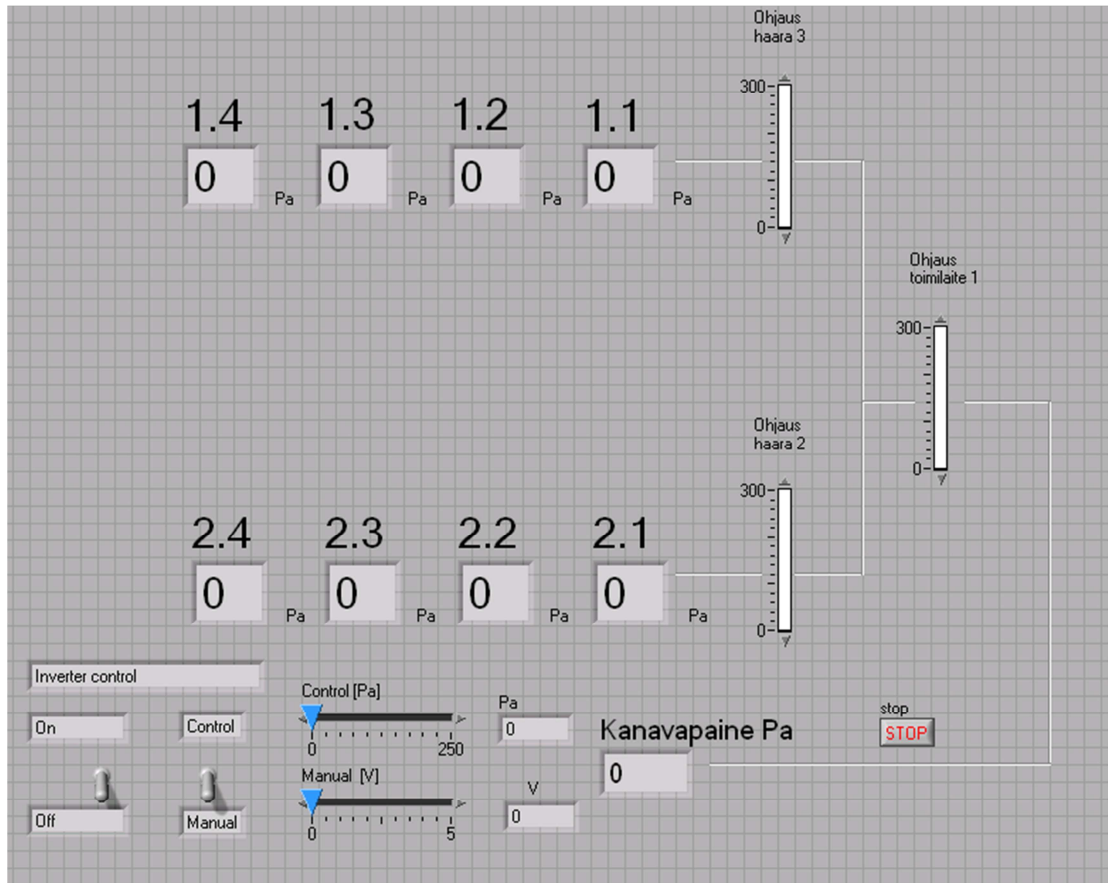 Ohjaus
haara 3
300
0
1.4 1.3 1.2 1.1
0 Pa 0 Pa 0 Pa 0 Pa
Ohjaus
toimilaite 1
300
0
Ohjaus
haara 2
300
0
2.4 2.3 2.2 2.1
0 Pa 0 Pa 0 Pa 0 Pa
Inverter control
On
Off
Control
Manual
Control [Pa]
0 250
Pa
0
Manual [V]
0 5
V
0
Kanavapaine Pa
0
stop
STOP